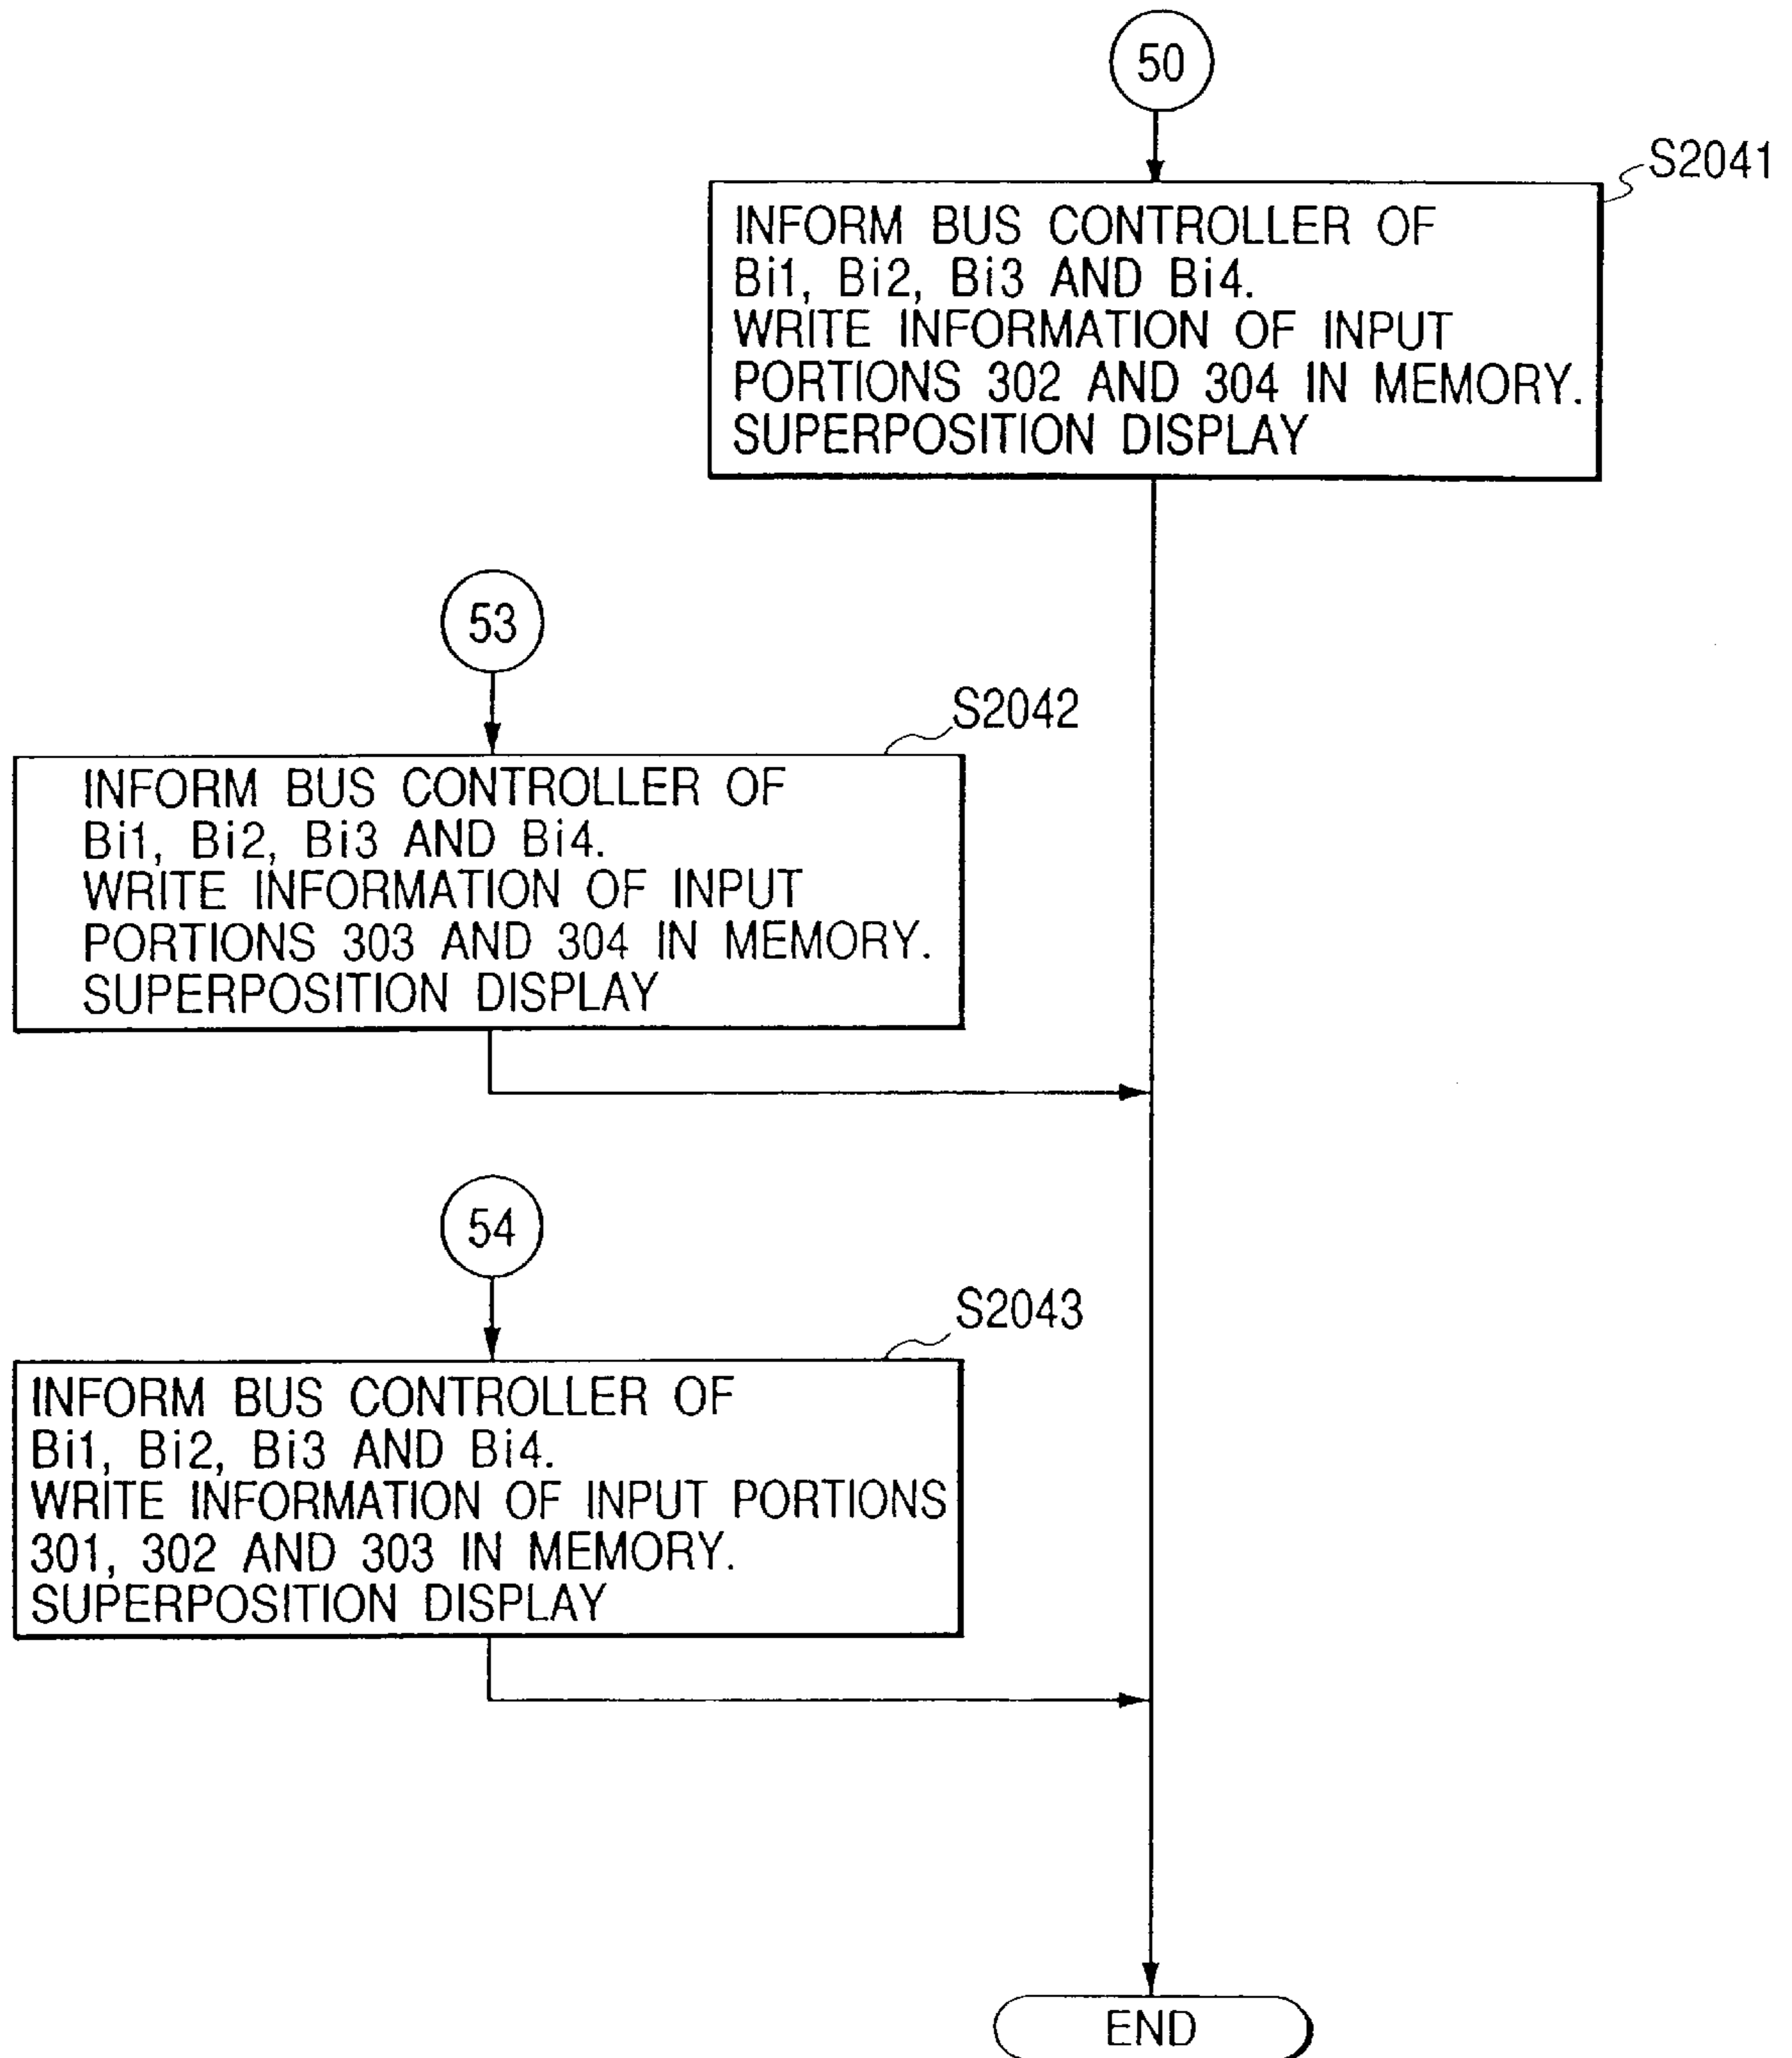 50
S2041
INFORM BUS CONTROLLER OF
Bi1, Bi2, Bi3 AND Bi4.
WRITE INFORMATION OF INPUT
PORTIONS 302 AND 304 IN MEMORY.
SUPERPOSITION DISPLAY
53
S2042
INFORM BUS CONTROLLER OF
Bi1, Bi2, Bi3 AND Bi4.
WRITE INFORMATION OF INPUT
PORTIONS 303 AND 304 IN MEMORY.
SUPERPOSITION DISPLAY
54
S2043
INFORM BUS CONTROLLER OF
Bi1, Bi2, Bi3 AND Bi4.
WRITE INFORMATION OF INPUT PORTIONS
301, 302 AND 303 IN MEMORY.
SUPERPOSITION DISPLAY
END